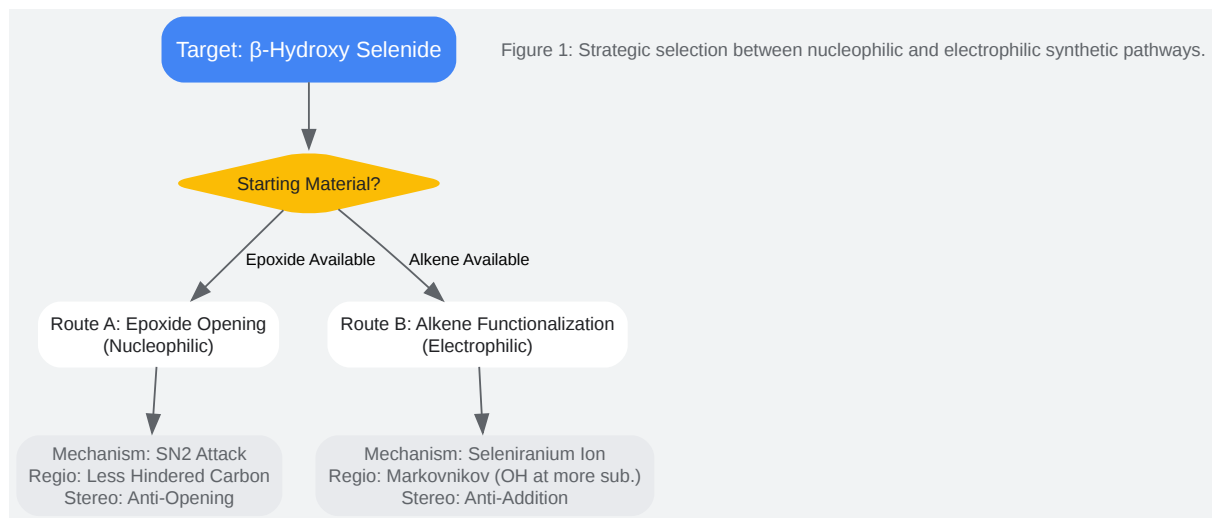 Target: β-Hydroxy Selenide
Figure 1: Strategic selection between nucleophilic and electrophilic synthetic pathways.
Starting Material?
Epoxide Available
Alkene Available
Route A: Epoxide Opening
(Nucleophilic)
Route B: Alkene Functionalization
(Electrophilic)
Mechanism: SN2 Attack
Regio: Less Hindered Carbon
Stereo: Anti-Opening
Mechanism: Seleniranium Ion
Regio: Markovnikov (OH at more sub.)
Stereo: Anti-Addition